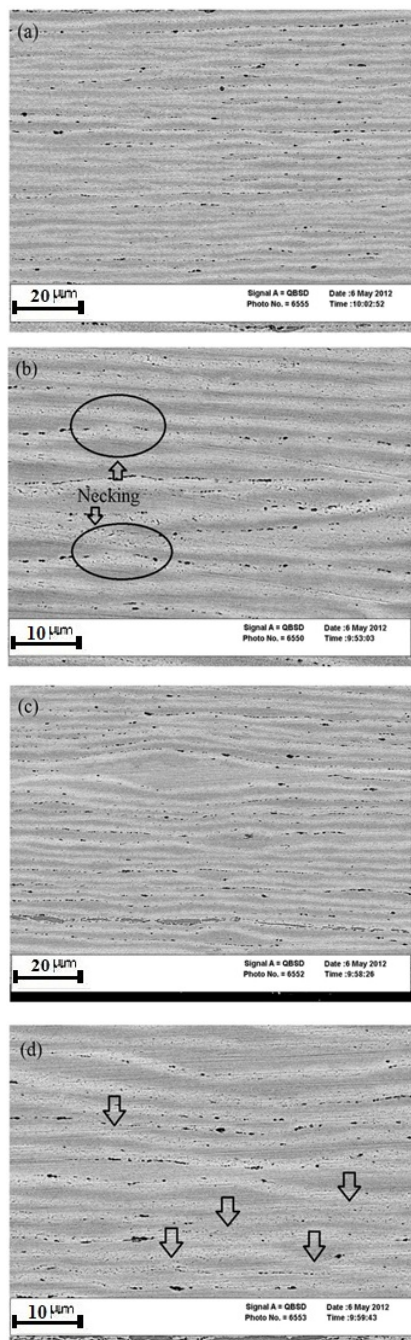 (a)
20 μm
Signal A = QBSD Date :6 May 2012
Photo No. = 6555 Time :10:02:52
(b)
Necking
10 μm
Signal A = QBSD Date :6 May 2012
Photo No. = 6550 Time :9:53:03
(c)
20 μm
Signal A = QBSD Date :6 May 2012
Photo No. = 6552 Time :9:58:26
(d)
10 μm
Signal A = QBSD Date :6 May 2012
Photo No. = 6553 Time :9:59:43